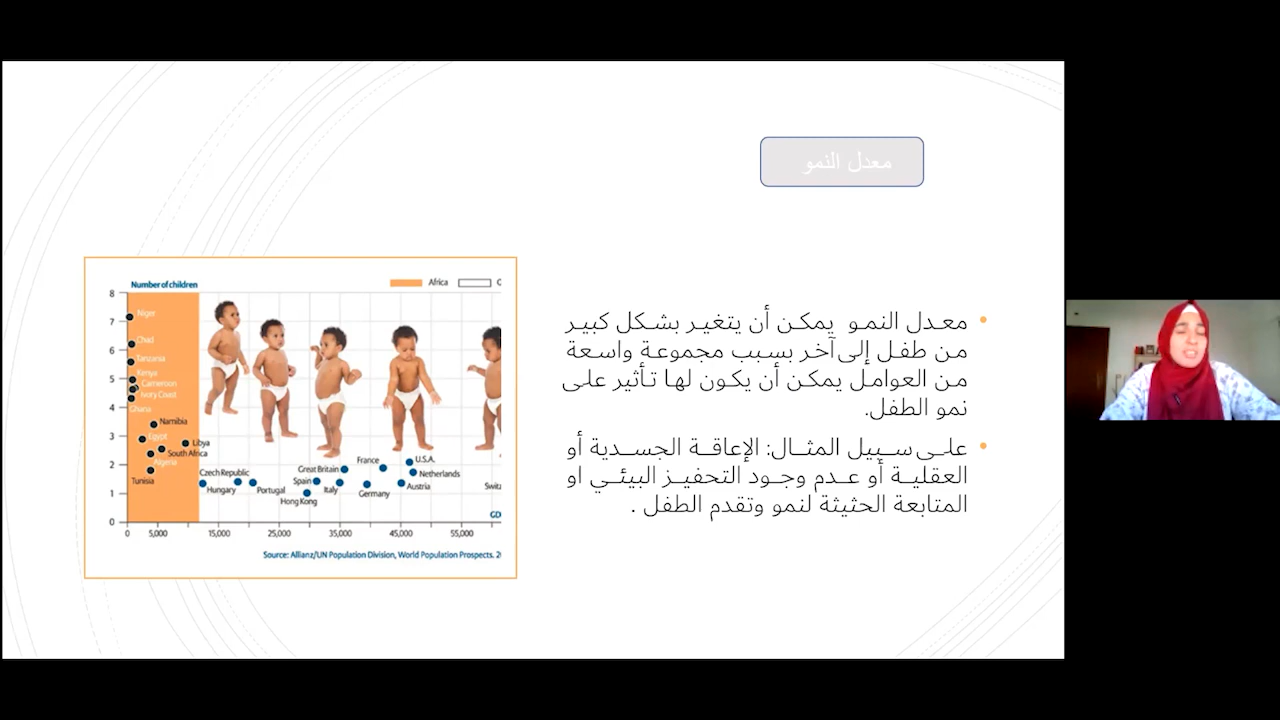 معدل النمو
معدل النمو يمكن أن يتغير بشكل كبير
من طفل إلى آخر بسبب مجموعة واسعة
من العوامل يمكن أن يكون لها تأثير على
نمو الطفل.
على سبيل المثال: الإعاقة الجسدية أو
العقلية أو عدم وجود التحفيز البيئي او
المتابعة الحثيثة لنمو وتقدم الطفل .
Number of children
Africa
8
7
6
5
4
3
2
1
0
Niger
Chad
Tanzania
Kenya
Cameroon
Ivory Coast
Ghana
Namibia
Egypt
Libya
South Africa
Nigeria
Tunisia
Czech Republic
Hungary
Portugal
Great Britain
Spain
Hong Kong
Italy
France
Germany
U.S.A.
Netherlands
Austria
Switz
GD
0 5,000 15,000 25,000 35,000 45,000 55,000
Source: Allianz/UN Population Division, World Population Prospects. 2